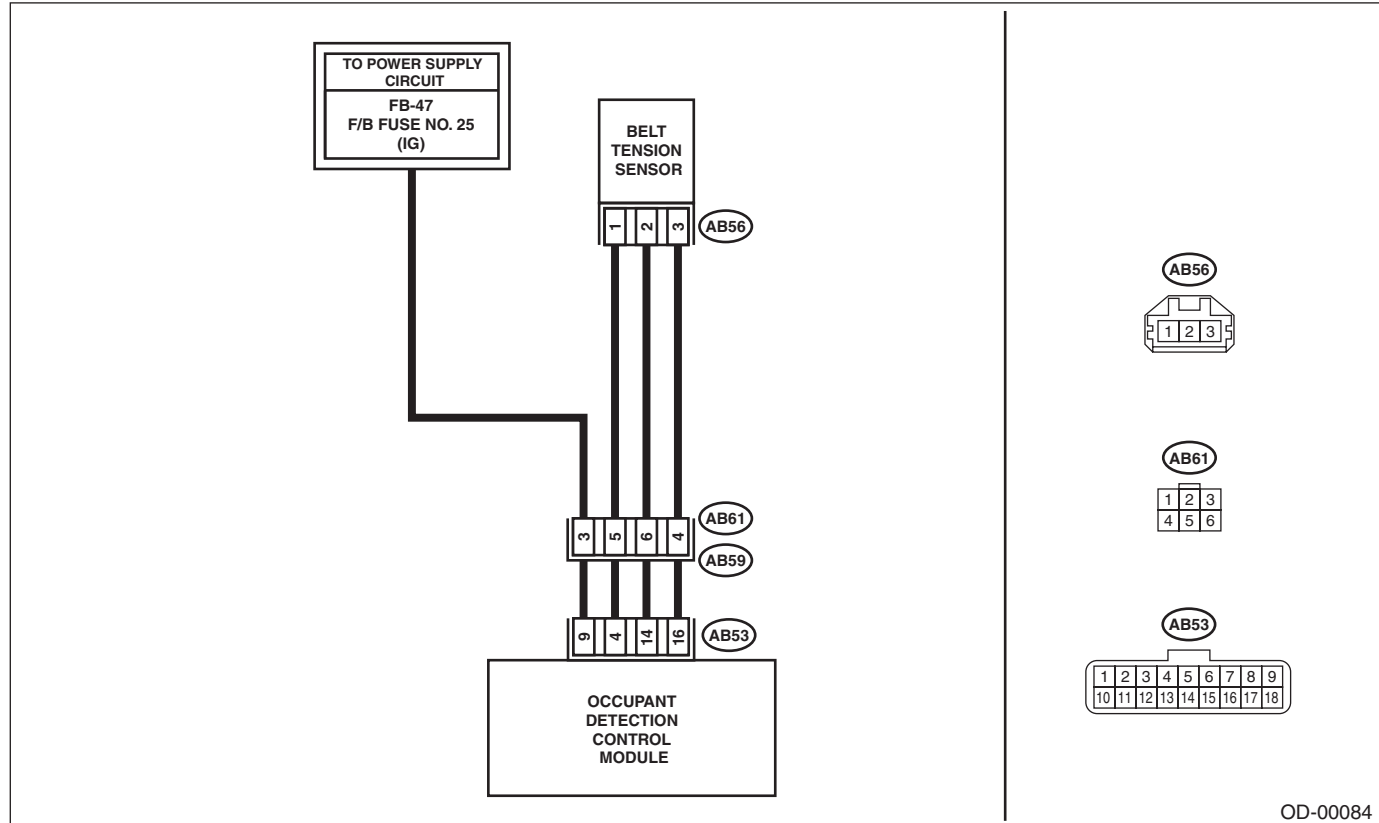 TO POWER SUPPLY
CIRCUIT
FB-47
F/B FUSE NO. 25
(IG)
BELT
TENSION
SENSOR
1 2 3
AB56
3 5 6 4
AB61
AB59
9 4 14 16
AB53
OCCUPANT
DETECTION
CONTROL
MODULE
AB56
1 2 3
AB61
1 2 3
4 5 6
AB53
1 2 3 4 5 6 7 8 9
10 11 12 13 14 15 16 17 18
OD-00084